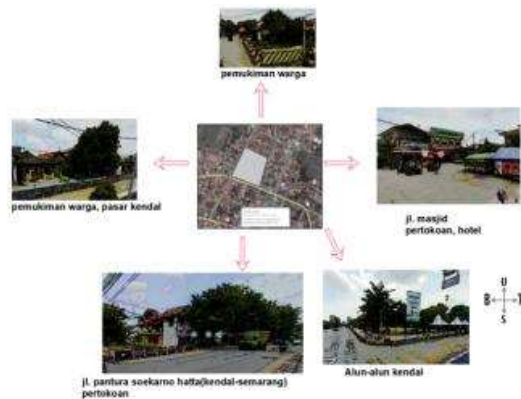 pemukiman warga
pemukiman warga, pasar kendal
jl. masjid
pertokoan, hotel
jl. pantura soekarno hatta(kendal-semarang)
pertokoan
Alun-alun kendal
U
B
T
S